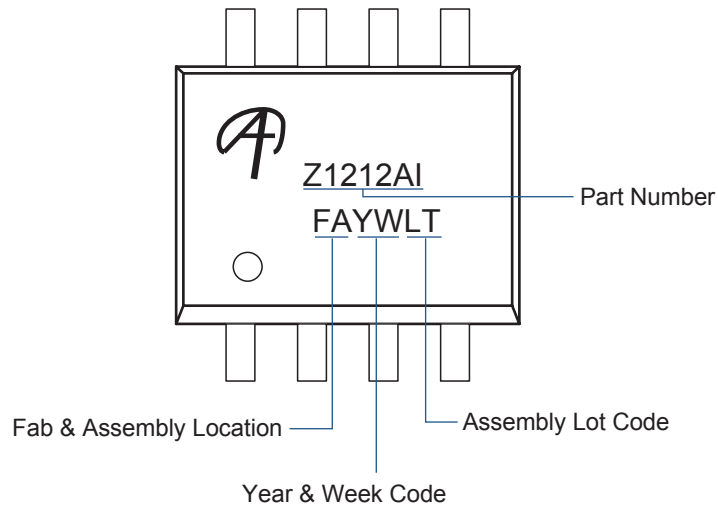 Z1212AI
Part Number
FAYWLT
Fab & Assembly Location
Assembly Lot Code
Year & Week Code